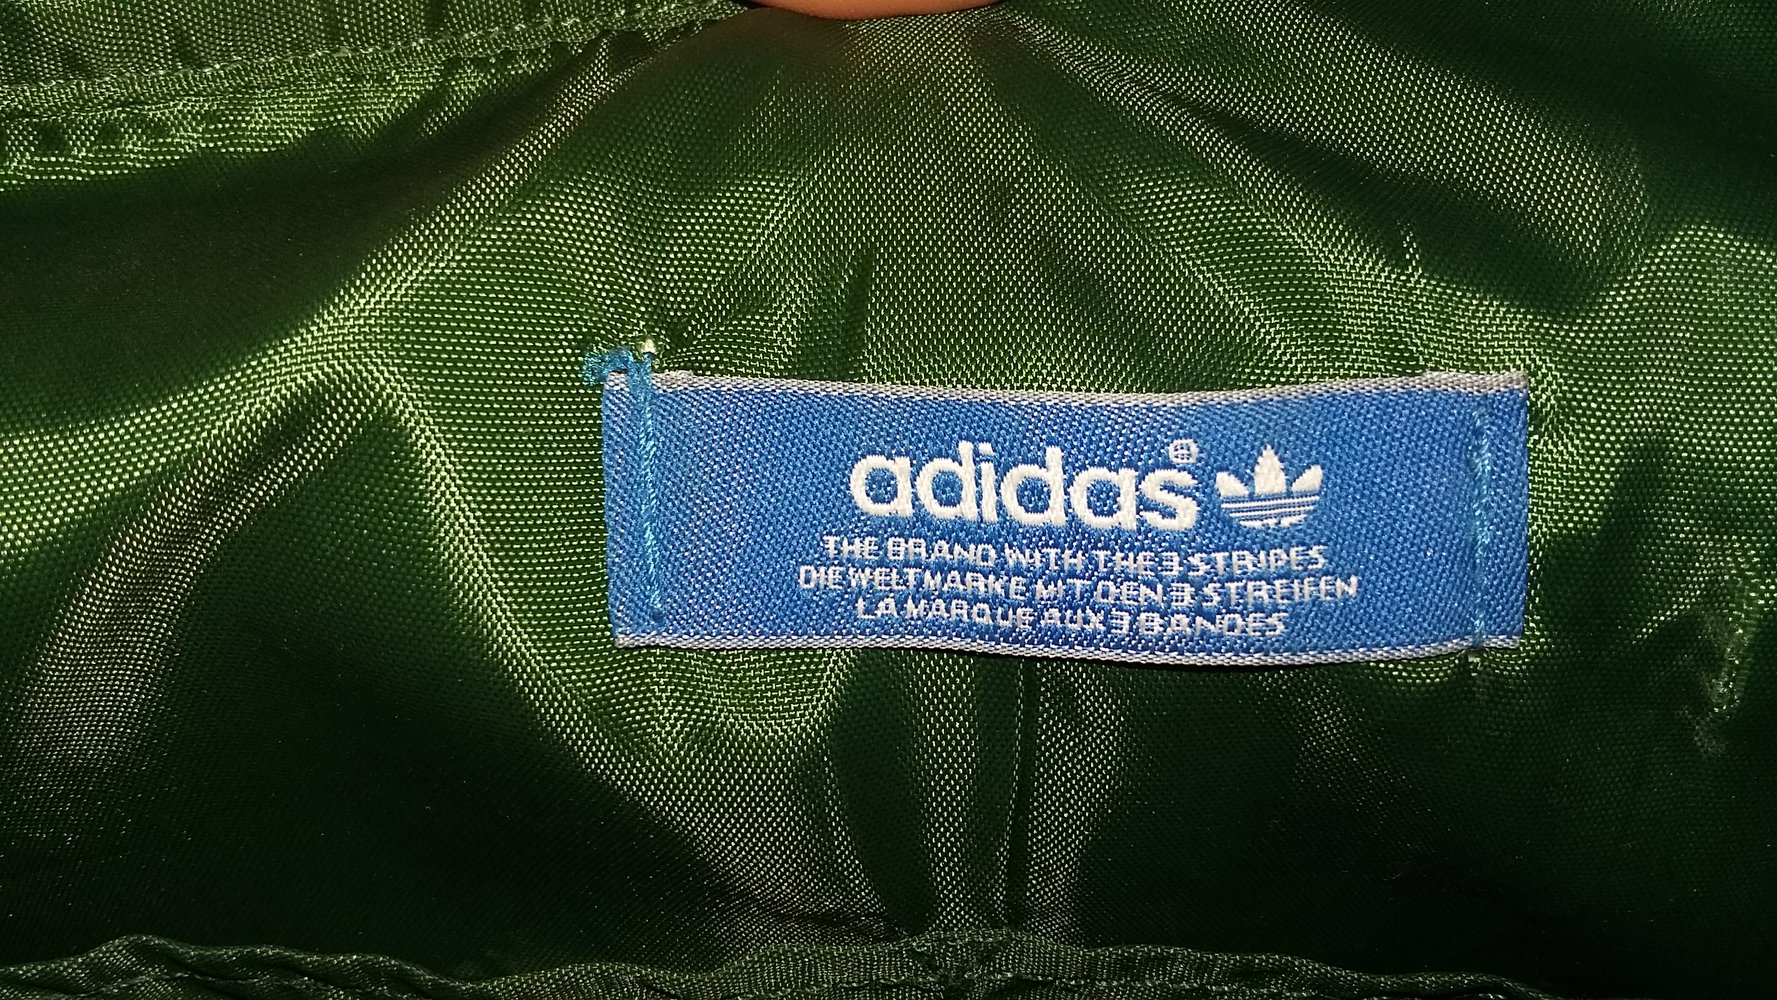 adidas®
THE BRAND WITH THE 3 STRIPES
DIE WELTMARKE MIT DEN 3 STREIFEN
LA MARQUE AUX 3 BANDES